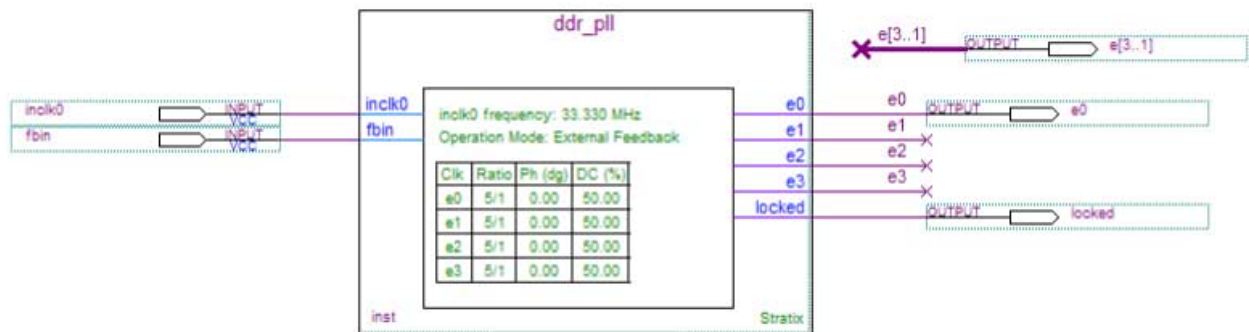 ddr_pll
e[3..1]
OUTPUT
e[3..1]
inclk0
INPUT
VCC
inclk0
inclk0 frequency: 33.330 MHz
e0
e0
OUTPUT
e0
fbin
INPUT
VCC
fbin
Operation Mode: External Feedback
e1
e1
e2
e2
e3
e3
Clk Ratio Ph (dg) DC (%)
e0 5/1 0.00 50.00
e1 5/1 0.00 50.00
e2 5/1 0.00 50.00
e3 5/1 0.00 50.00
locked
OUTPUT
locked
inst
Stratix